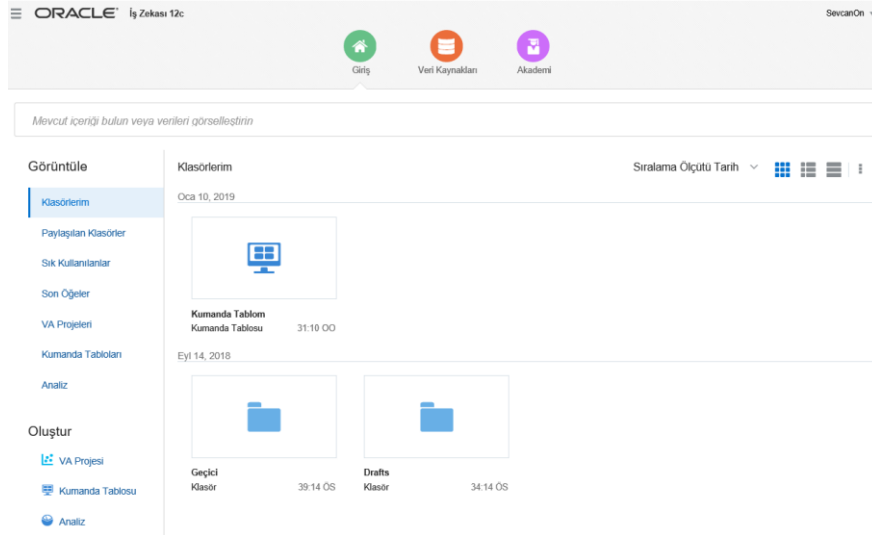 ORACLE İş Zekası 12c
SevcanOn
Giriş
Veri Kaynakları
Akademi
Mevcut içeriği bulun veya verileri görselleştirin
Görüntüle
Klasörlerim
Paylaşılan Klasörler
Sık Kullanılanlar
Son Öğeler
VA Projeleri
Kumanda Tabloları
Analiz
Oluştur
VA Projesi
Kumanda Tablosu
Analiz
Klasörlerim
Sıralama Ölçütü Tarih
Oca 10, 2019
Kumanda Tablom
Kumanda Tablosu 31:10 ÖÖ
Eyl 14, 2018
Geçici
Klasör 39:14 ÖS
Drafts
Klasör 34:14 ÖS